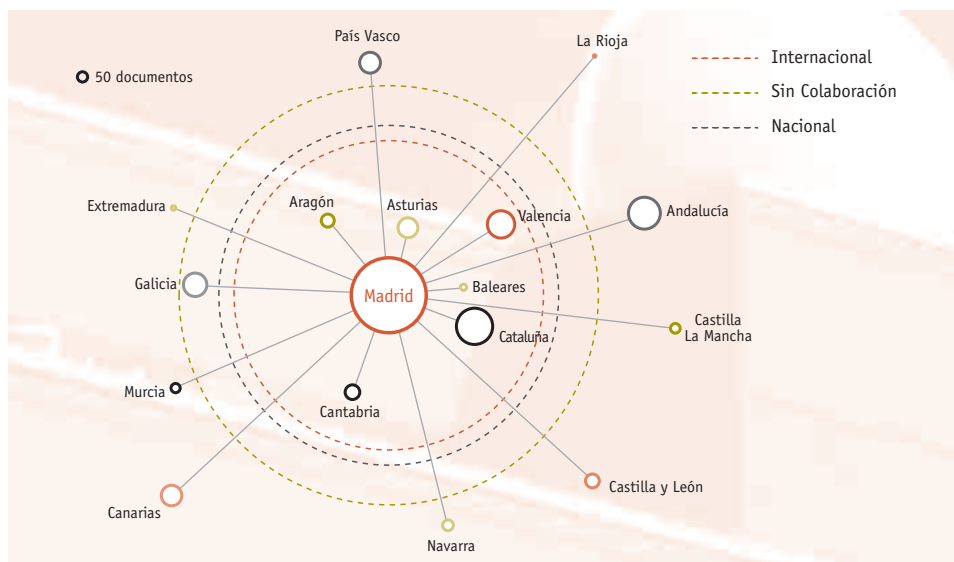 País Vasco
La Rioja
50 documentos
Internacional
Sin Colaboración
Nacional
Extremadura
Aragón
Asturias
Valencia
Andalucía
Galicia
Madrid
Baleares
Cataluña
Castilla
La Mancha
Murcia
Cantabria
Canarias
Castilla y León
Navarra